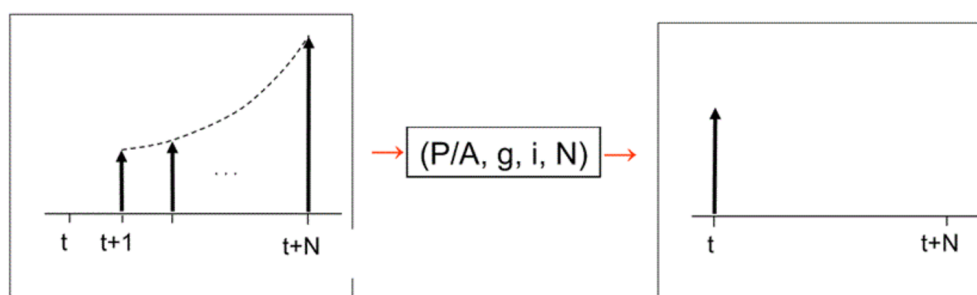 t t+1 t+N
...
(P/A, g, i, N)
t t+N